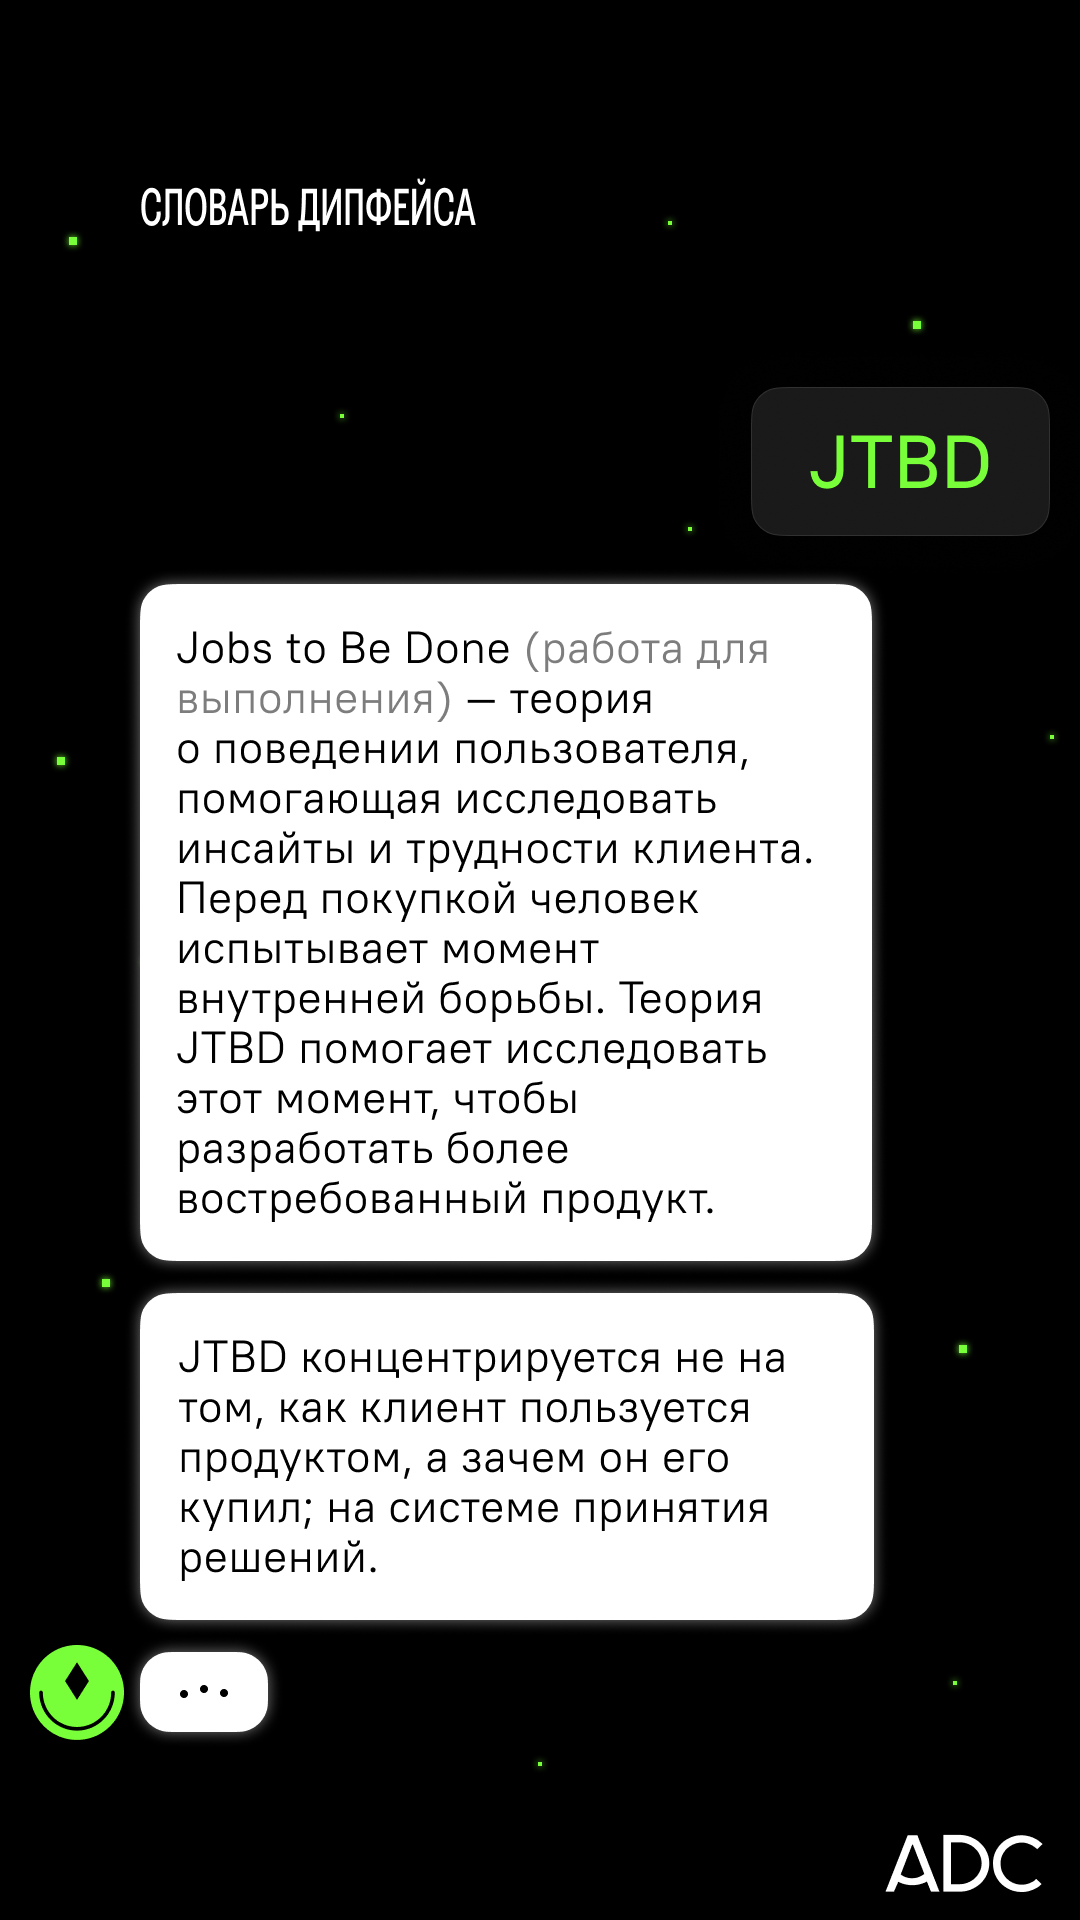 СЛОВАРЬ ДИПФЕЙСА
JTBD
Jobs to Be Done (работа для
выполнения) — теория
о поведении пользователя,
помогающая исследовать
инсайты и трудности клиента.
Перед покупкой человек
испытывает момент
внутренней борьбы. Теория
JTBD помогает исследовать
этот момент, чтобы
разработать более
востребованный продукт.
JTBD концентрируется не на
том, как клиент пользуется
продуктом, а зачем он его
купил; на системе принятия
решений.
ADC